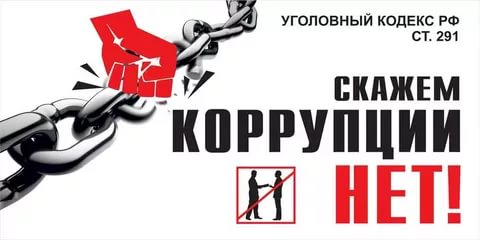 УГОЛОВНЫЙ КОДЕКС РФ
СТ. 291
СКАЖЕМ
КОРРУПЦИИ
НЕТ!